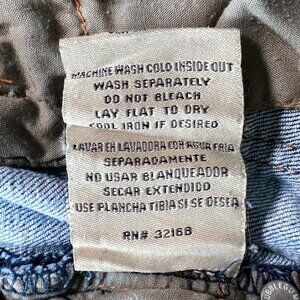 MACHINE WASH COLD INSIDE OUT
WASH SEPARATELY
DO NOT BLEACH
LAY FLAT TO DRY
COOL IRON IF DESIRED
LAVAR EN LAVADORA CON AGUA FRIA
SEPARADAMENTE
NO USAR BLANQUEADOR
SECAR EXTENDIDO
USE PLANCHA TIBIA SI SE DESEA
RN# 32168